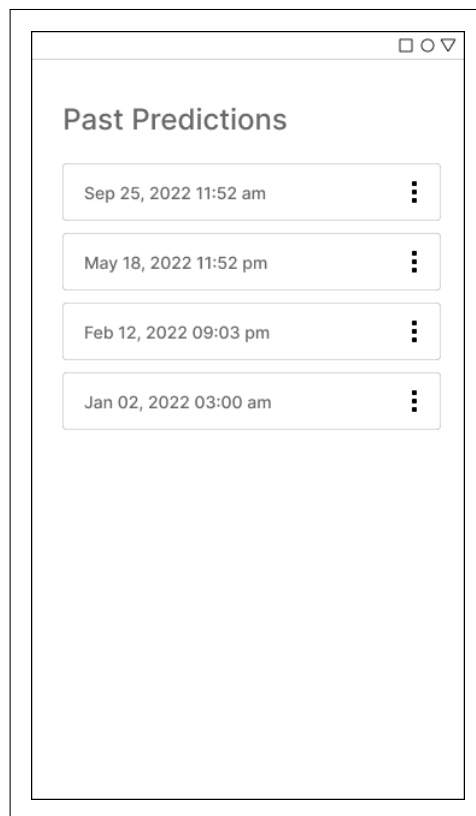 Past Predictions
Sep 25, 2022 11:52 am
May 18, 2022 11:52 pm
Feb 12, 2022 09:03 pm
Jan 02, 2022 03:00 am